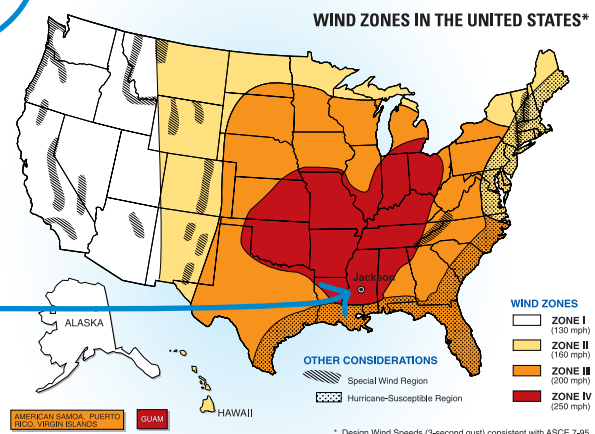 WIND ZONES IN THE UNITED STATES*
Jackson
ALASKA
HAWAII
AMERICAN SAMOA, PUERTO
RICO, VIRGIN ISLANDS
GUAM
OTHER CONSIDERATIONS
Special Wind Region
Hurricane-Susceptible Region
WIND ZONES
ZONE I
(130 mph)
ZONE II
(160 mph)
ZONE III
(200 mph)
ZONE IV
(250 mph)
* Design Wind Speeds (3-second gust) consistent with ASCE 7-95